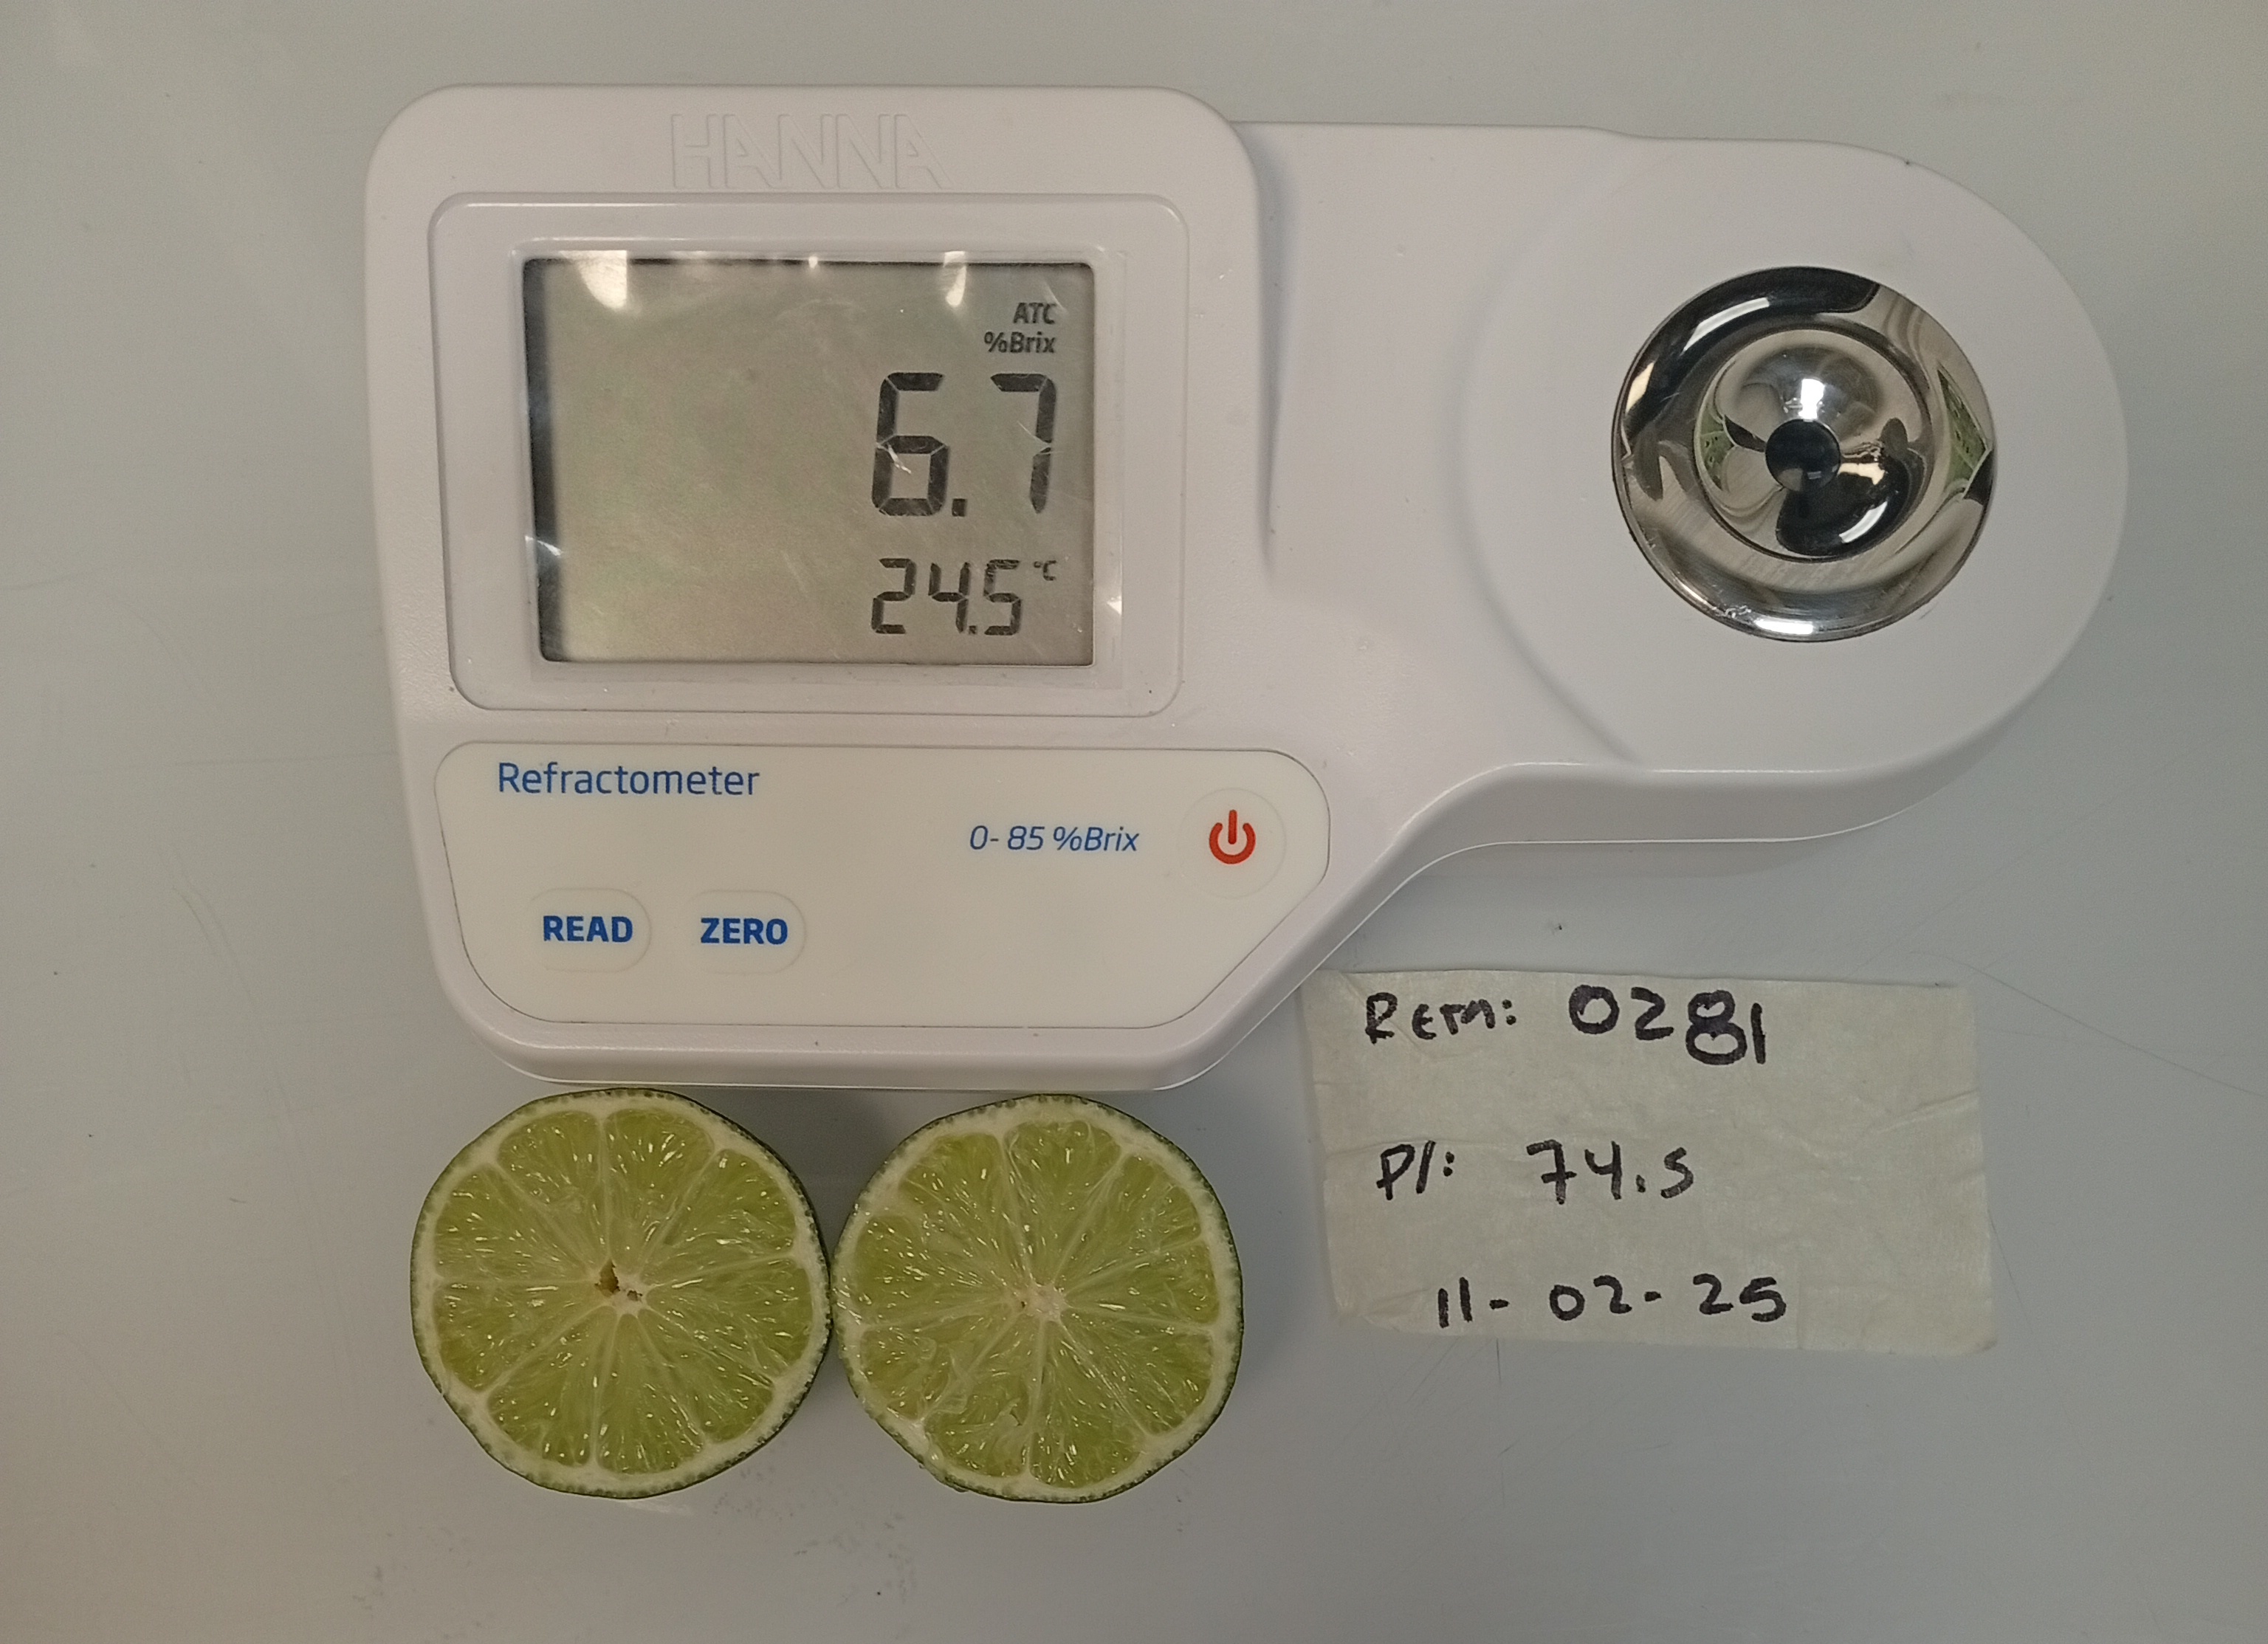 HANNA
ATC
%Brix
6.7
24.5 °C
Refractometer
0-85 %Brix
READ ZERO
Rem: 0281
P/: 74.5
11-02-25